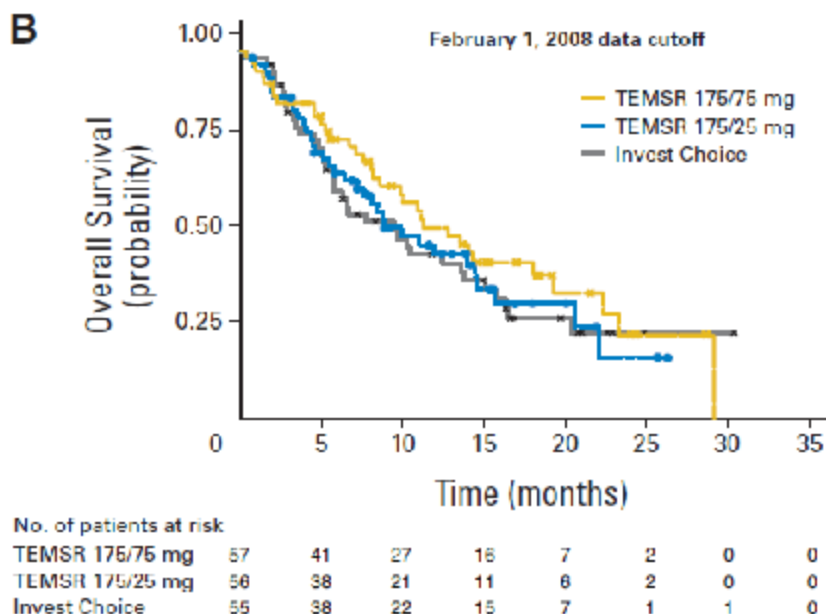 B
February 1, 2008 data cutoff
TEMSR 175/75 mg
TEMSR 175/25 mg
Invest Choice
Overall Survival
(probability)
1.00
0.75
0.50
0.25
0 5 10 15 20 25 30 35
Time (months)
No. of patients at risk
TEMSR 175/75 mg 57 41 27 16 7 2 0 0
TEMSR 175/25 mg 56 38 21 11 6 2 0 0
Invest Choice 55 38 22 15 7 1 1 0